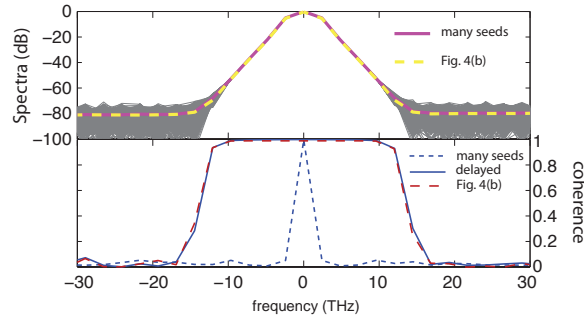 0
−20
−40
−60
−80
−100
Spectra (dB)
many seeds
Fig. 4(b)
1
0.8
0.6
0.4
0.2
0
coherence
many seeds
delayed
Fig. 4(b)
−30 −20 −10 0 10 20 30
frequency (THz)